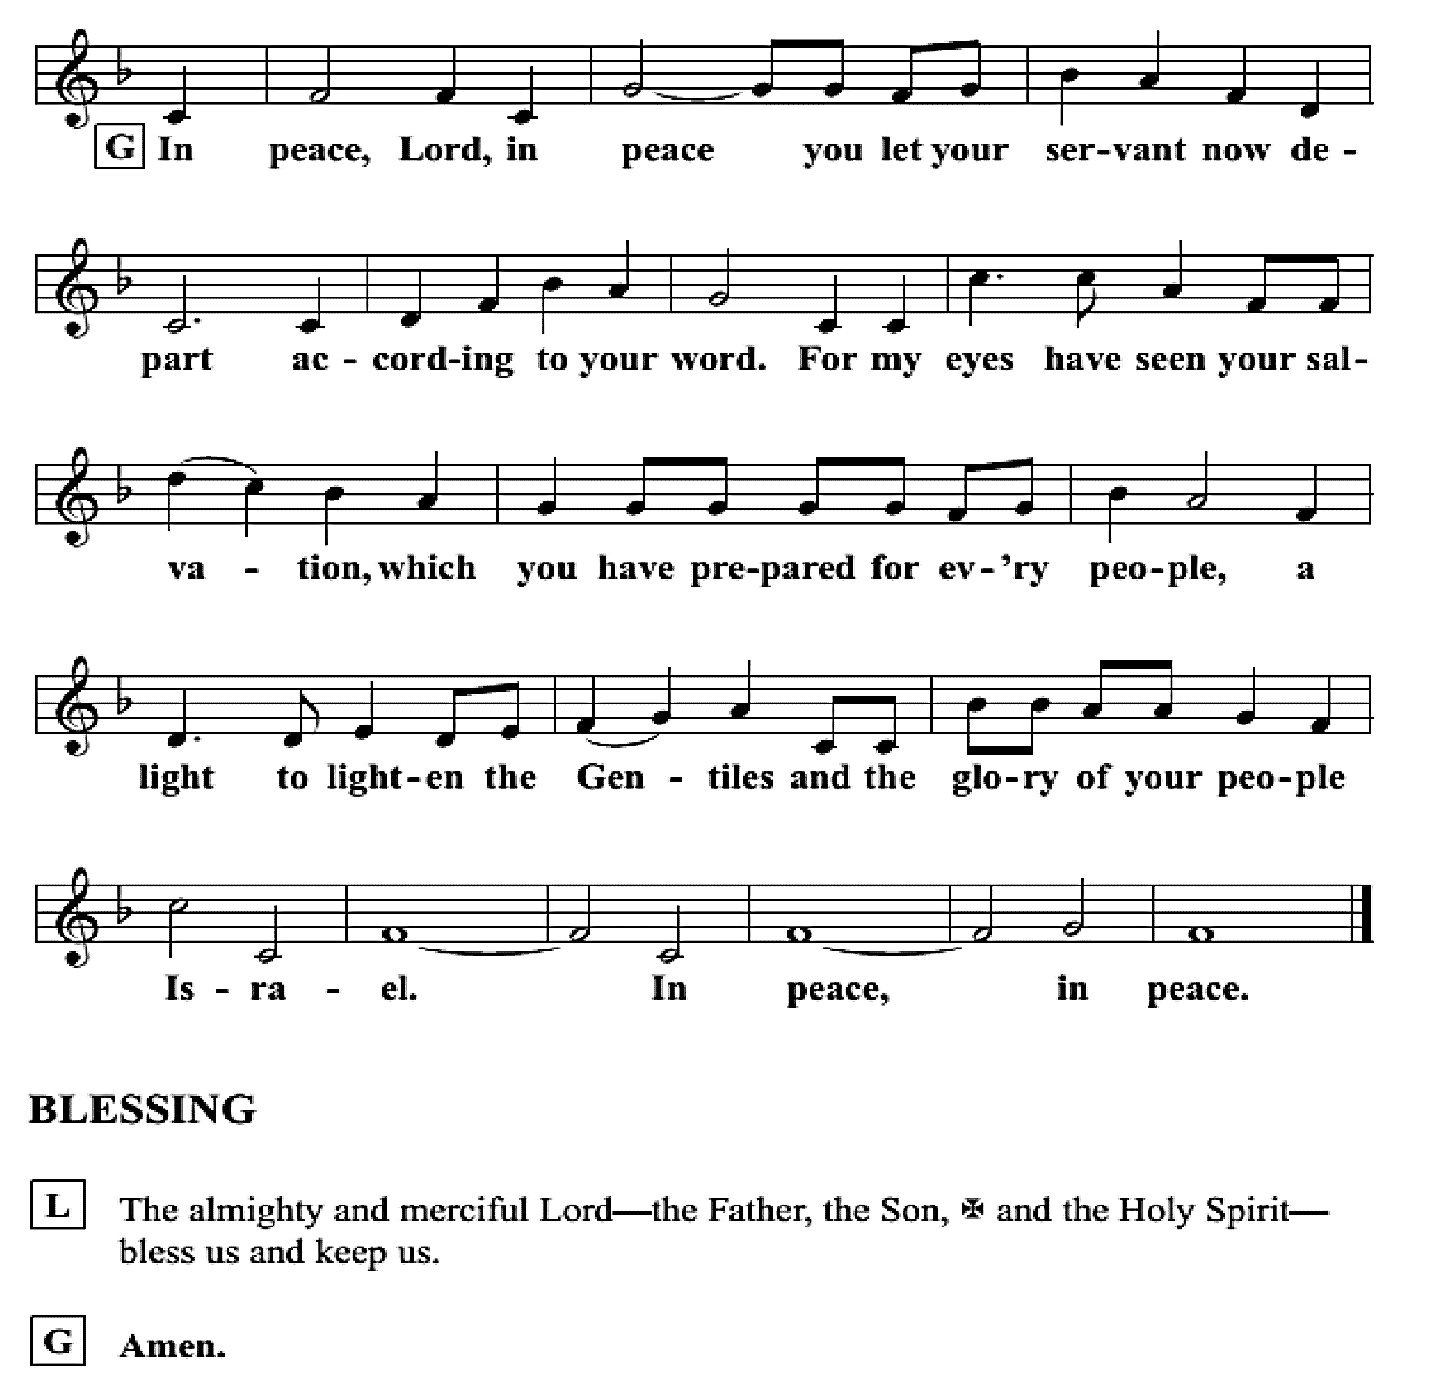 G In peace, Lord, in peace you let your ser-vant now de -
part ac - cord-ing to your word. For my eyes have seen your sal-
va - tion, which you have pre-pared for ev-’ry peo-ple, a
light to light-en the Gen - tiles and the glo-ry of your peo-ple
Is - ra - el. In peace, in peace.
BLESSING
L The almighty and merciful Lord—the Father, the Son, ✠ and the Holy Spirit—
bless us and keep us.
G Amen.